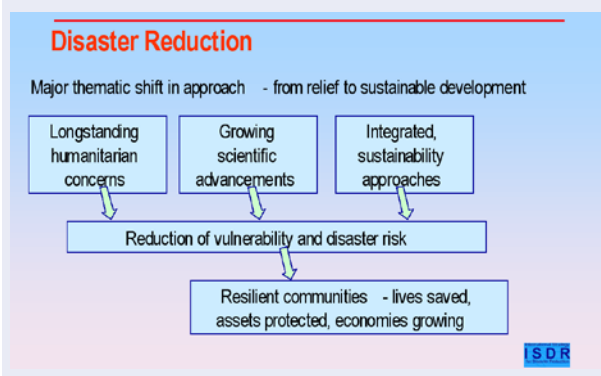 Disaster Reduction
Major thematic shift in approach - from relief to sustainable development
Longstanding
humanitarian
concerns
Growing
scientific
advancements
Integrated,
sustainability
approaches
Reduction of vulnerability and disaster risk
Resilient communities - lives saved,
assets protected, economies growing
ISDR